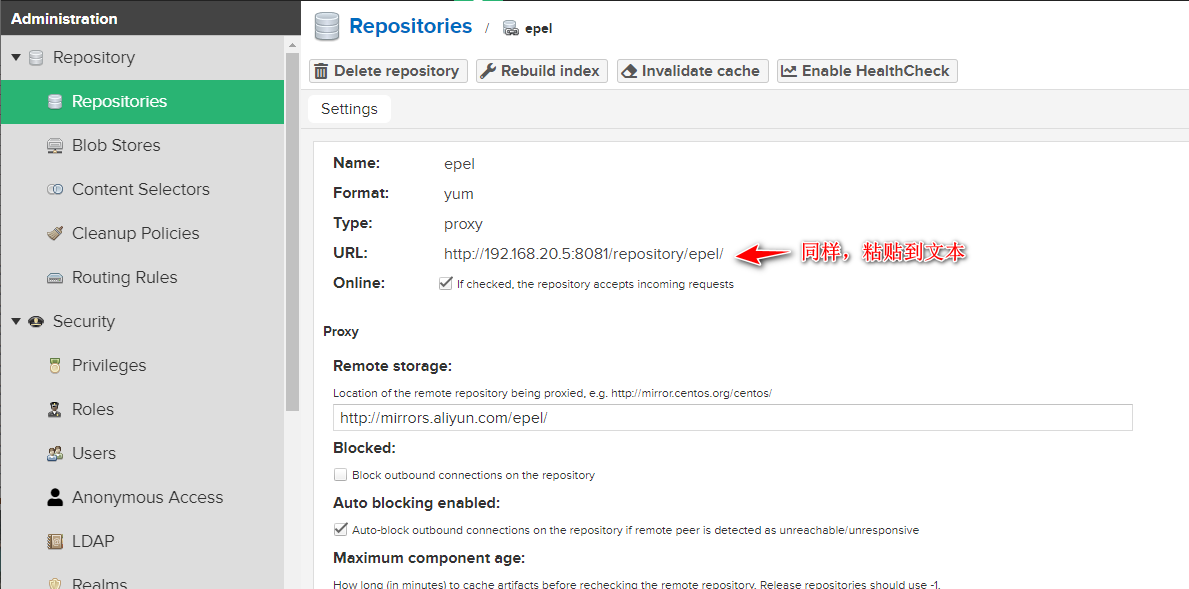 Administration
Repositories / epel
Repository
Delete repository Rebuild index Invalidate cache Enable HealthCheck
Repositories
Settings
Blob Stores
Content Selectors
Cleanup Policies
Routing Rules
Security
Privileges
Roles
Users
Anonymous Access
LDAP
Realms
Name: epel
Format: yum
Type: proxy
URL: http://192.168.20.5:8081/repository/epel/ 同样，粘贴到文本
Online: If checked, the repository accepts incoming requests
Proxy
Remote storage:
Location of the remote repository being proxied, e.g. http://mirror.centos.org/centos/
http://mirrors.aliyun.com/epel/
Blocked:
Block outbound connections on the repository
Auto blocking enabled:
Auto-block outbound connections on the repository if remote peer is detected as unreachable/unresponsive
Maximum component age:
How long (in minutes) to cache artifacts before rechecking the remote repository. Release repositories should use -1.